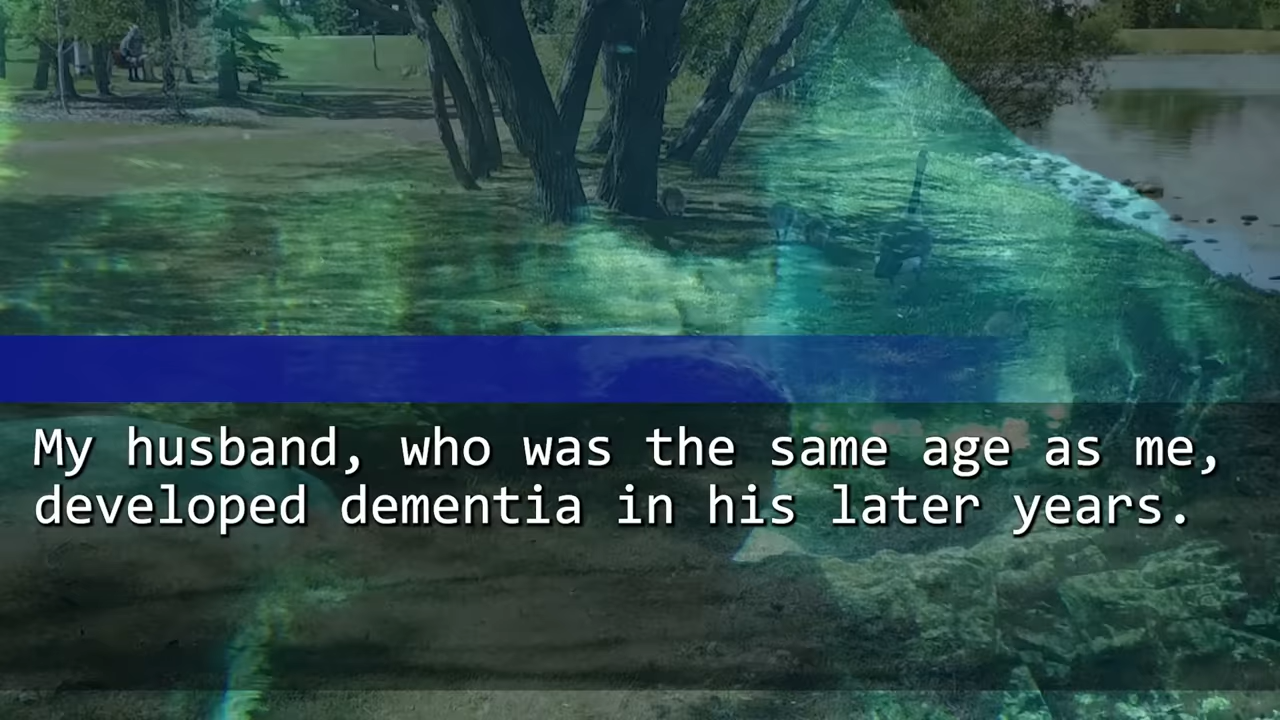 My husband, who was the same age as me,
developed dementia in his later years.